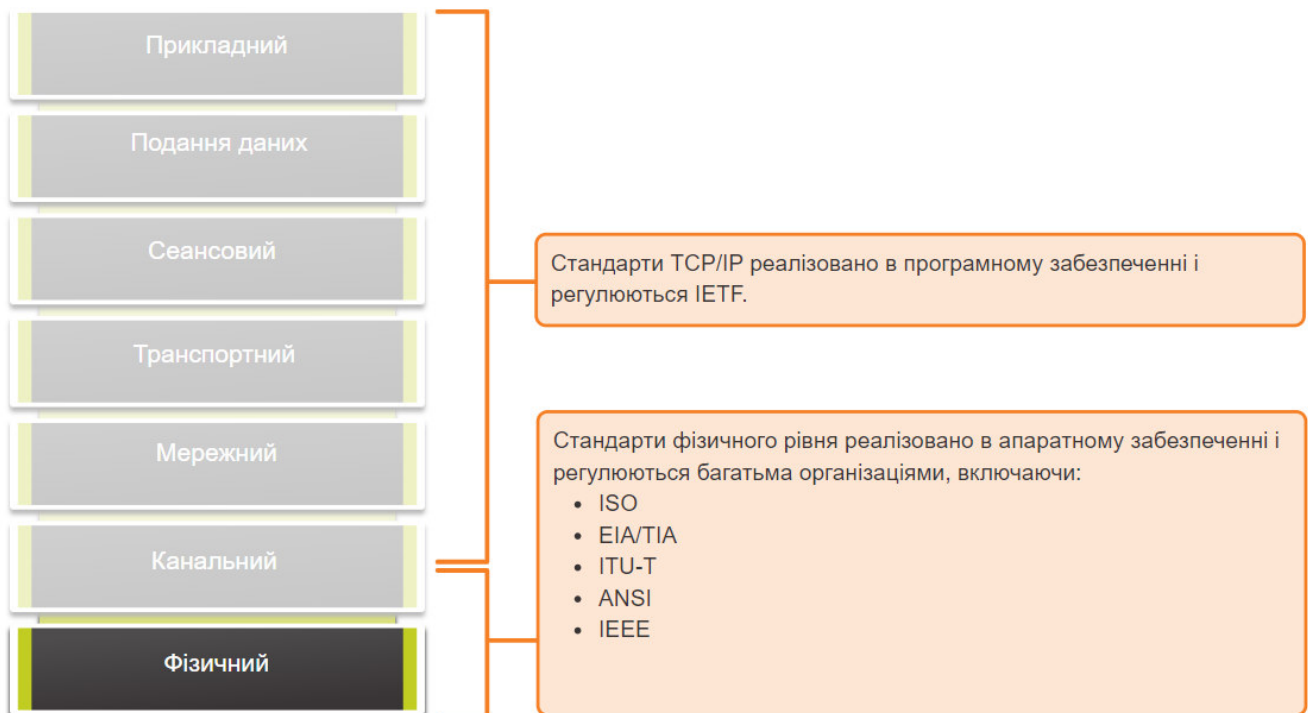 Прикладний
Подання даних
Сеансовий
Транспортний
Мережний
Канальний
Фізичний
Стандарти TCP/IP реалізовано в програмному забезпеченні і
регулюються IETF.
Стандарти фізичного рівня реалізовано в апаратному забезпеченні і
регулюються багатьма організаціями, включаючи:
• ISO
• EIA/TIA
• ITU-T
• ANSI
• IEEE